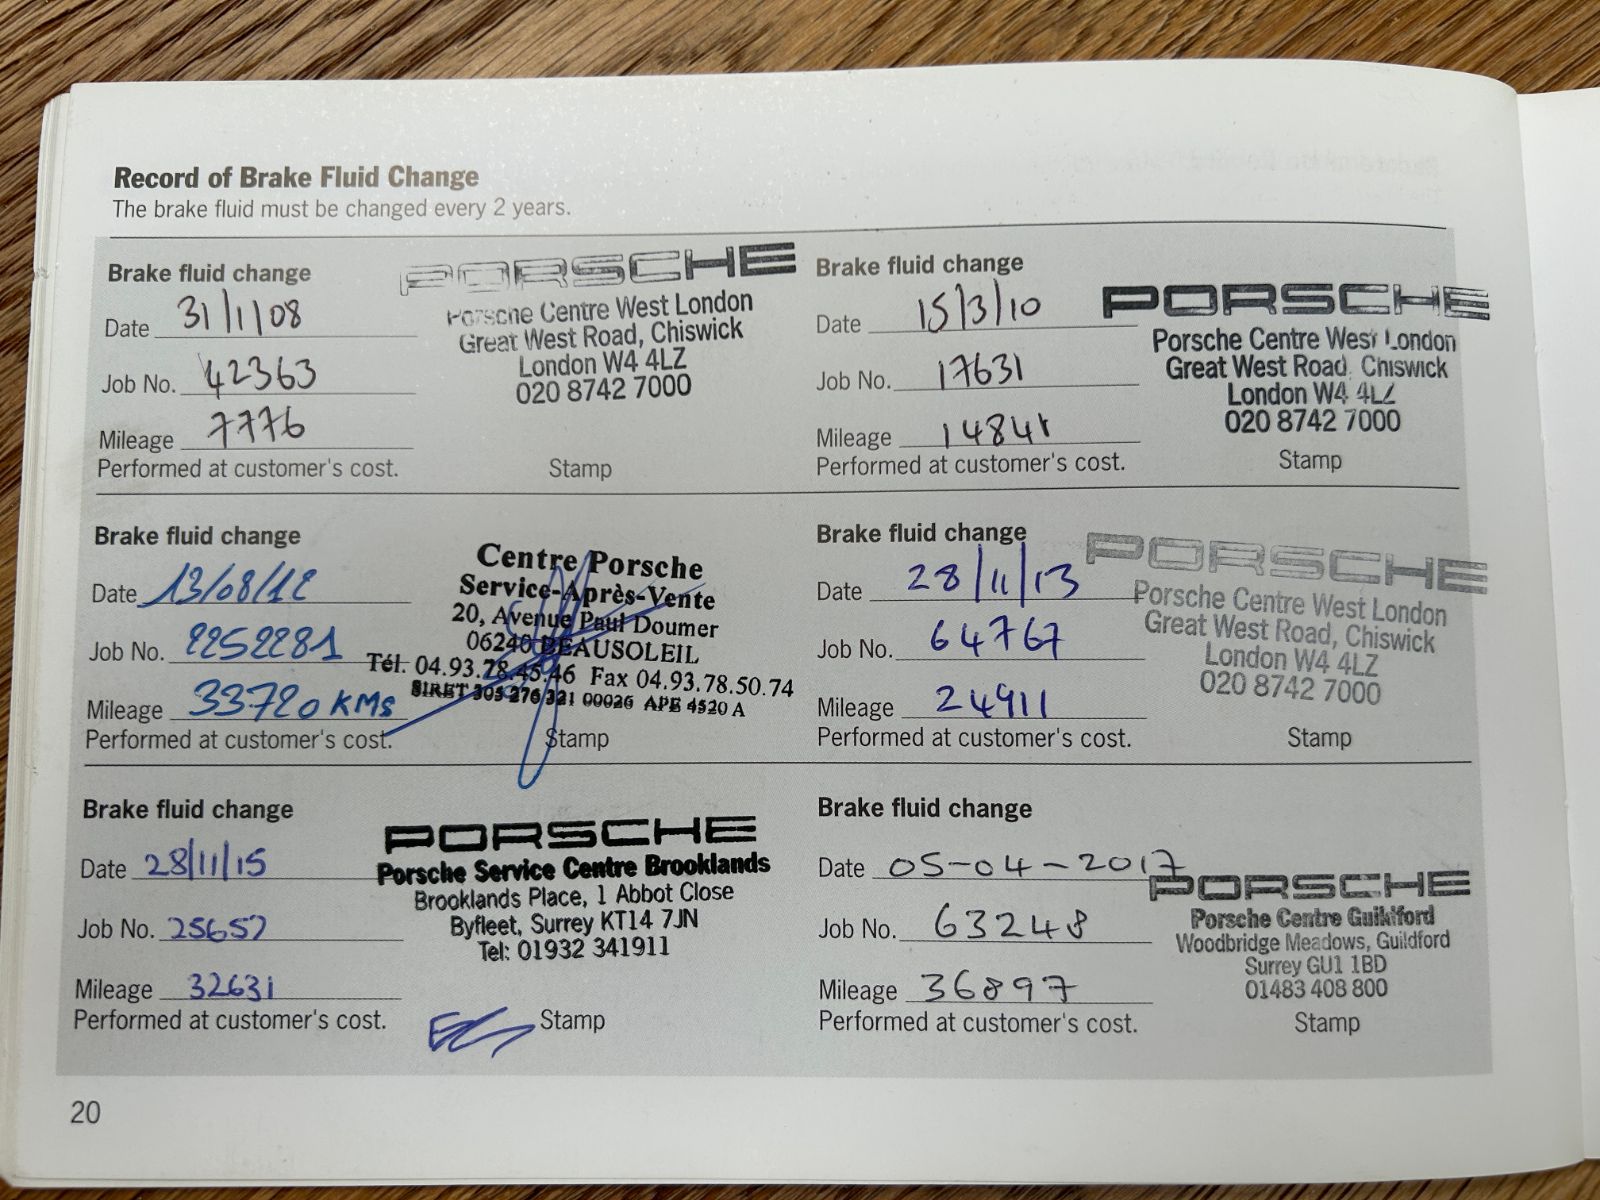 Record of Brake Fluid Change
The brake fluid must be changed every 2 years.
Brake fluid change
Date 31/1/08
Job No. 42363
Mileage 7776
Performed at customer's cost.
PORSCHE
Porsche Centre West London
Great West Road, Chiswick
London W4 4LZ
020 8742 7000
Stamp
Brake fluid change
Date 15/3/10
Job No. 17631
Mileage 14841
Performed at customer's cost.
PORSCHE
Porsche Centre West London
Great West Road, Chiswick
London W4 4LZ
020 8742 7000
Stamp
Brake fluid change
Date 13/08/12
Job No. 2252281
Mileage 33720 KMs
Performed at customer's cost.
Centre Porsche
Service-Après-Vente
20, Avenue Paul Doumer
06240 BEAUSOLEIL
Tél. 04.93.78.45.46 Fax 04.93.78.50.74
SIRET 305 276 321 00026 APE 4520 A
Stamp
Brake fluid change
Date 28/11/13
Job No. 64767
Mileage 24911
Performed at customer's cost.
PORSCHE
Porsche Centre West London
Great West Road, Chiswick
London W4 4LZ
020 8742 7000
Stamp
Brake fluid change
Date 28/11/15
Job No. 25657
Mileage 32631
Performed at customer's cost.
PORSCHE
Porsche Service Centre Brooklands
Brooklands Place, 1 Abbot Close
Byfleet, Surrey KT14 7JN
Tel: 01932 341911
Stamp
Brake fluid change
Date 05-04-2017
Job No. 63248
Mileage 36897
Performed at customer's cost.
PORSCHE
Porsche Centre Guildford
Woodbridge Meadows, Guildford
Surrey GU1 1BD
01483 408 800
Stamp
20